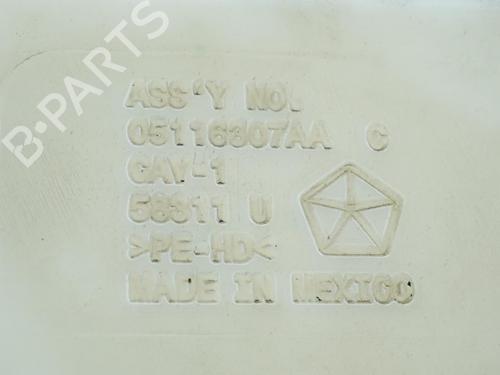 B-PARTS
ASS'Y NO.
05116307AA C
CAV-1
58311 U
>PE-HD<
MADE IN MEXICO